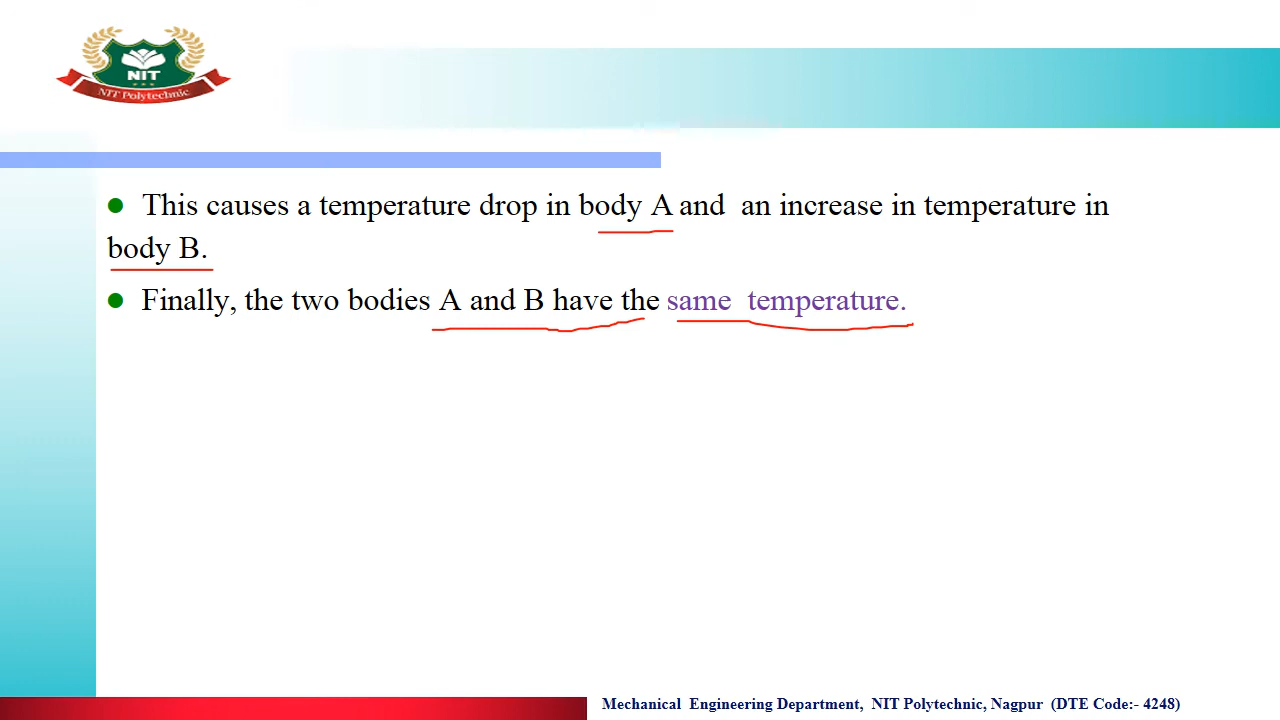 NIT
NIT Polytechnic
● This causes a temperature drop in body A and an increase in temperature in
body B.
● Finally, the two bodies A and B have the same temperature.
Mechanical Engineering Department, NIT Polytechnic, Nagpur (DTE Code:- 4248)